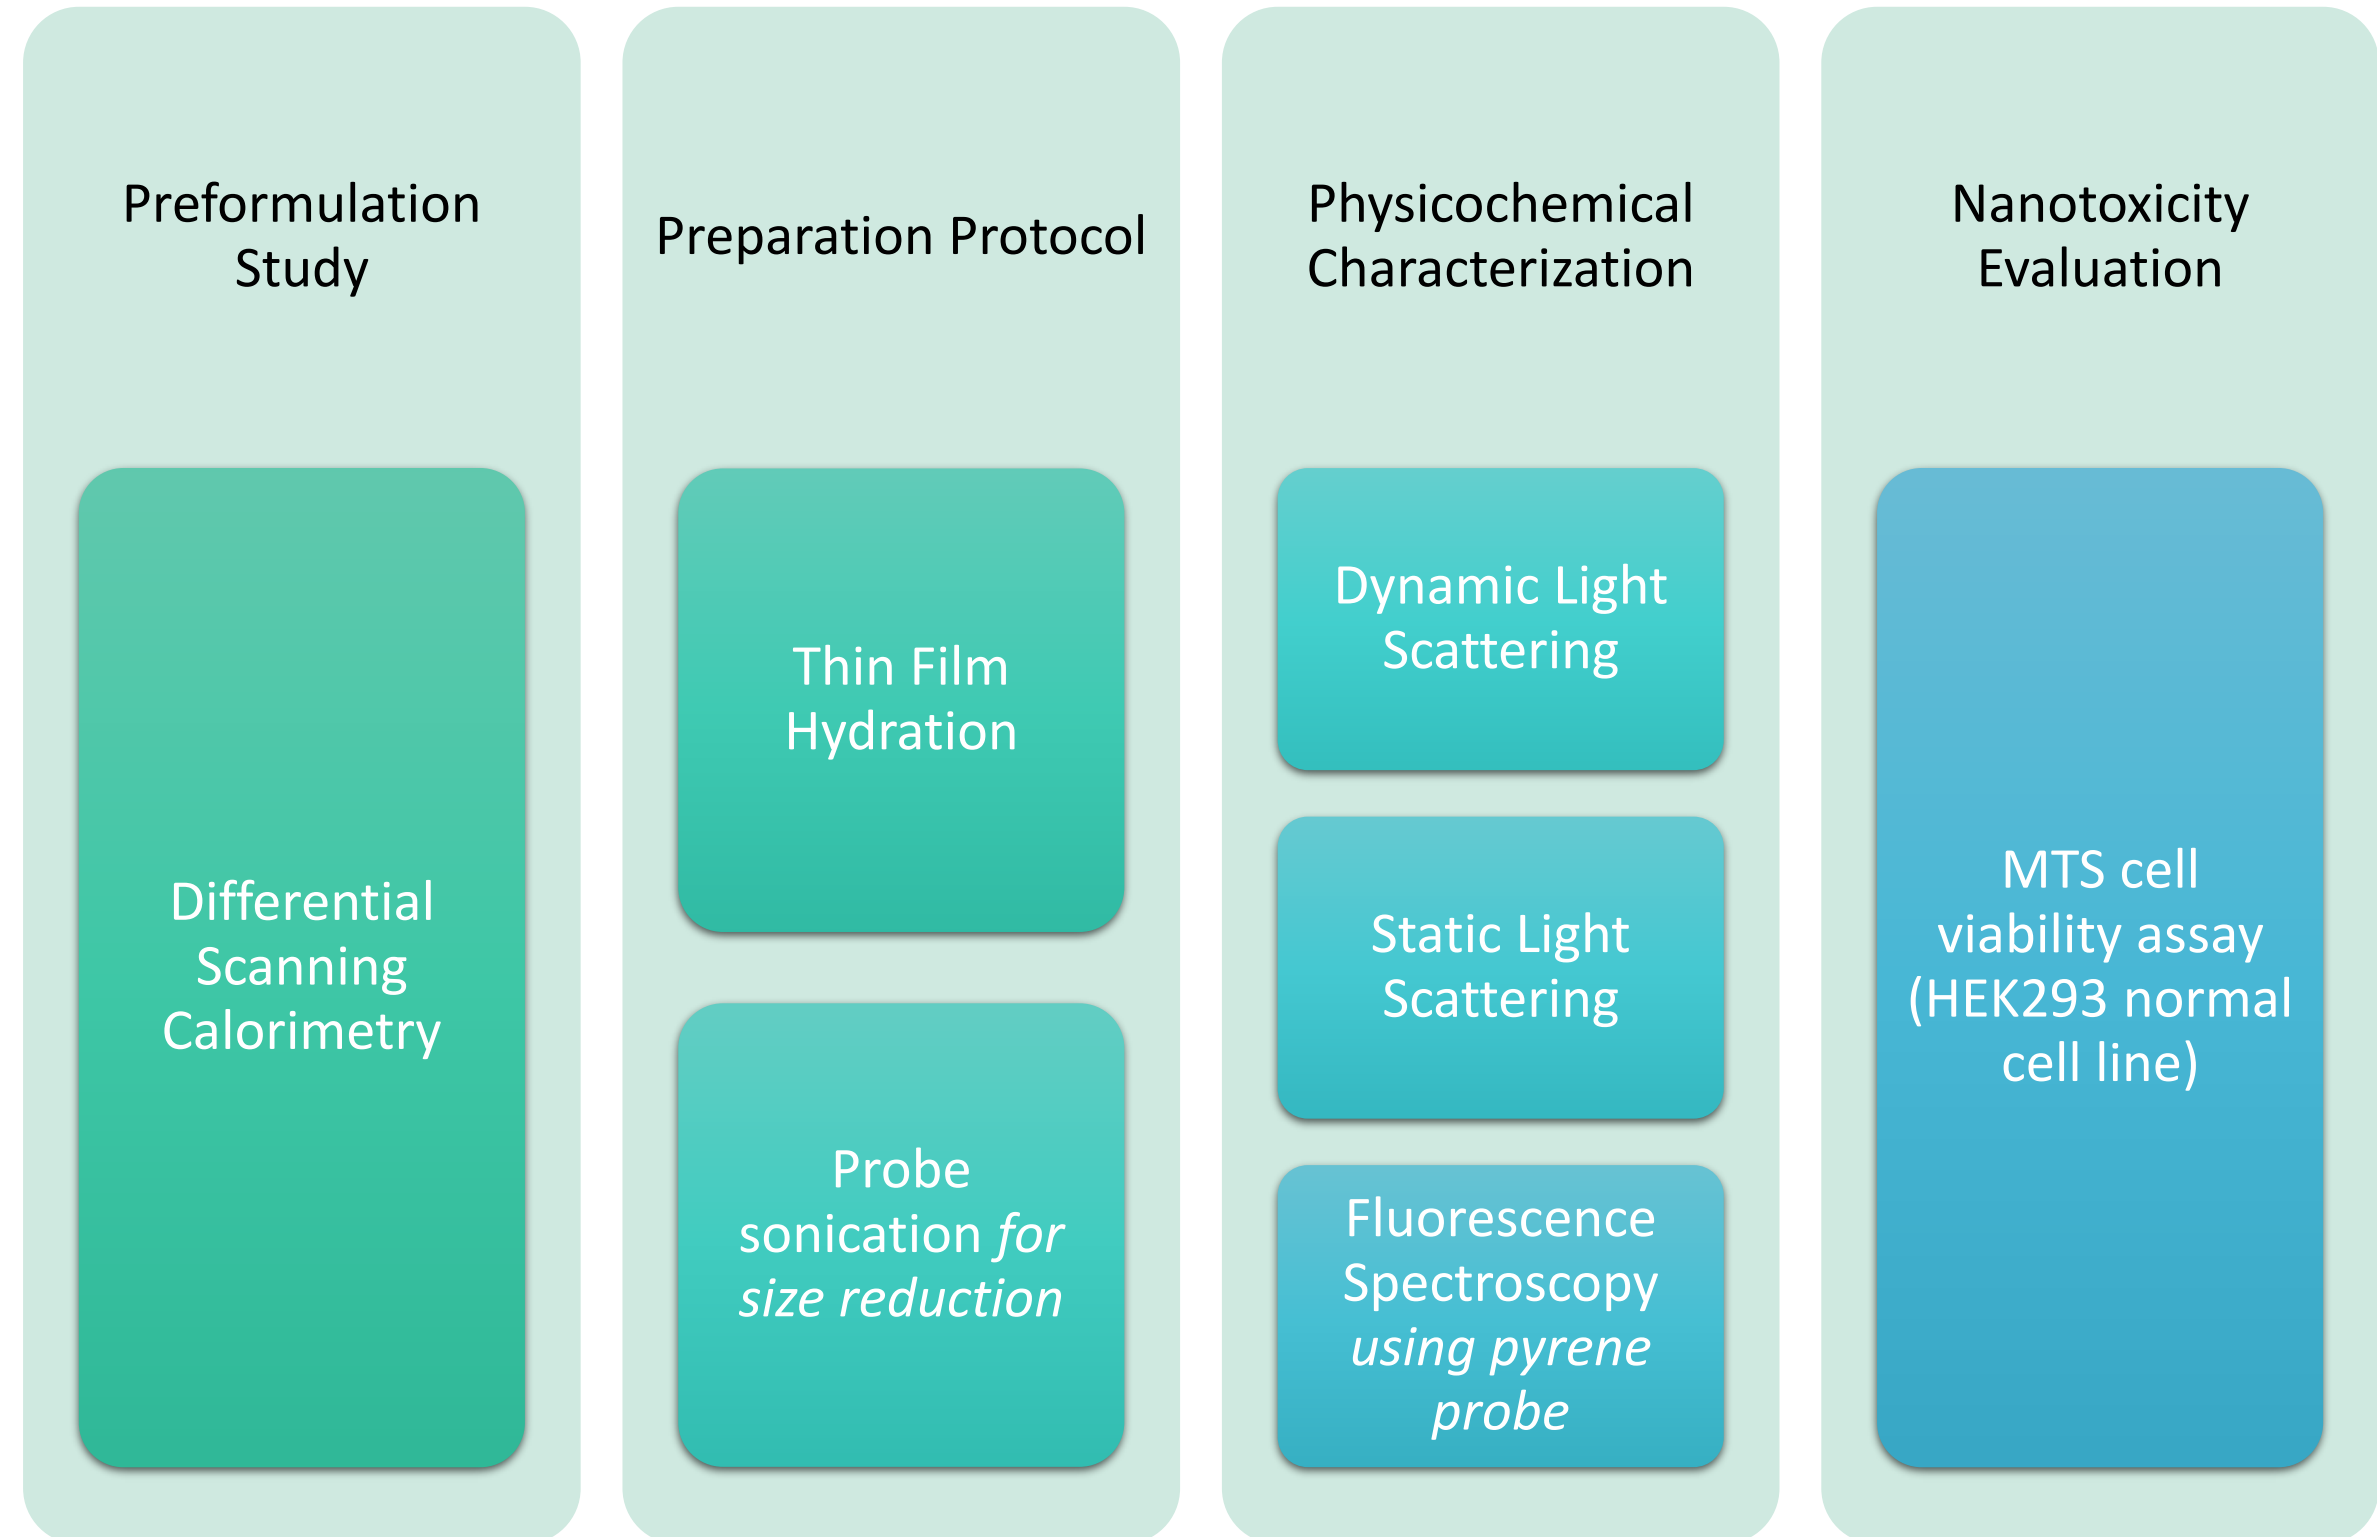 Preformulation
Study
Differential
Scanning
Calorimetry
Preparation Protocol
Thin Film
Hydration
Probe
sonication for
size reduction
Physicochemical
Characterization
Dynamic Light
Scattering
Static Light
Scattering
Fluorescence
Spectroscopy
using pyrene
probe
Nanotoxicity
Evaluation
MTS cell
viability assay
(HEK293 normal
cell line)